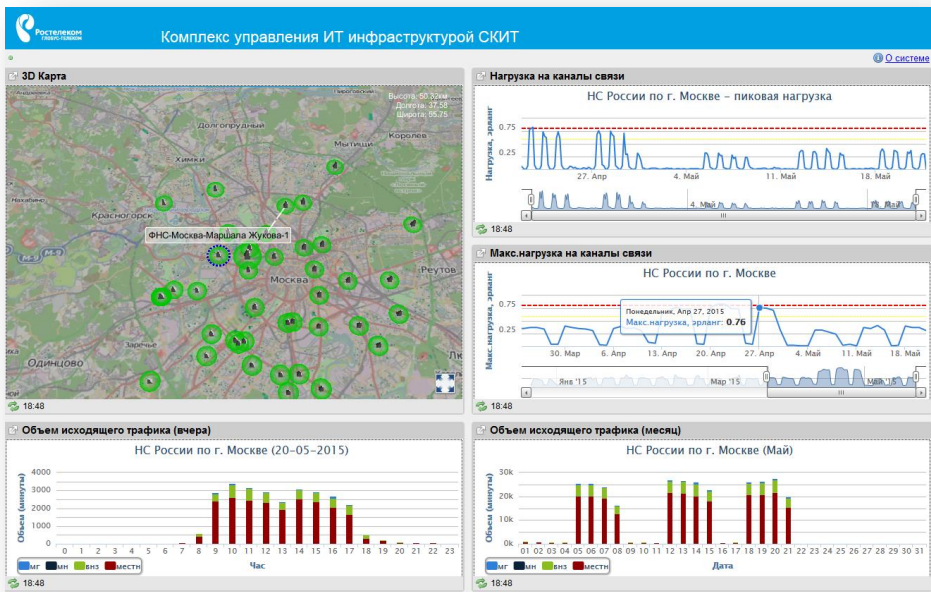 Ростелеком
ГЛОБУС-ТЕЛЕКОМ
Комплекс управления ИТ инфраструктурой СКИТ
О системе
3D Карта
Высота: 50.32км
Долгота: 37.58
Широта: 55.75
Долгопрудный
Химки
Мытищи
Королев
Нахабино
Красногорск
ФНС-Москва-Маршала Жукова-1
Москва
Реутов
Заречье
Одинцово
18:48
Нагрузка на каналы связи
НС России по г. Москве – пиковая нагрузка
Нагрузка, эрланг
0.75
0.25
27. Апр 4. Май 11. Май 18. Май
4. Май 18. Май
18:48
Макс.нагрузка на каналы связи
НС России по г. Москве
Макс.нагрузка, эрланг
0.75
0.25
Понедельник, Апр 27, 2015
Макс.нагрузка, эрланг: 0.76
30. Мар 6. Апр 13. Апр 20. Апр 27. Апр 4. Май 11. Май 18. Май
Янв '15 Мар '15 Май '15
18:48
Объем исходящего трафика (вчера)
НС России по г. Москве (20-05-2015)
Объем (минуты)
4000
3000
2000
1000
0
0 1 2 3 4 5 6 7 8 9 10 11 12 13 14 15 16 17 18 19 20 21 22 23
Час
мг мн внз местн
18:48
Объем исходящего трафика (месяц)
НС России по г. Москве (Май)
Объем (минуты)
30k
20k
10k
0k
01 02 03 04 05 06 07 08 09 10 11 12 13 14 15 16 17 18 19 20 21 22 23 24 25 26 27 28 29 30 31
Дата
мг мн внз местн
18:48